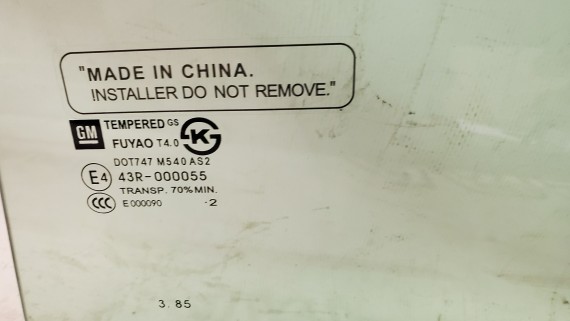 "MADE IN CHINA.
INSTALLER DO NOT REMOVE."
GM TEMPERED GS
FUYAO T4.0 K
DOT747 M540 AS2
E4 43R-000055
TRANSP. 70% MIN.
CCC E000090 ·2
3. 85